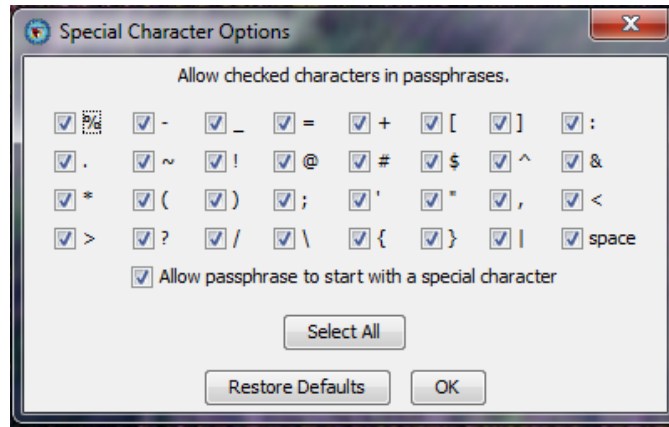 Special Character Options
Allow checked characters in passphrases.
% - _ = + [ ] :
. ~ ! @ # $ ^ &
* ( ) ; ' " , <
> ? / \ { } | space
Allow passphrase to start with a special character
Select All
Restore Defaults OK